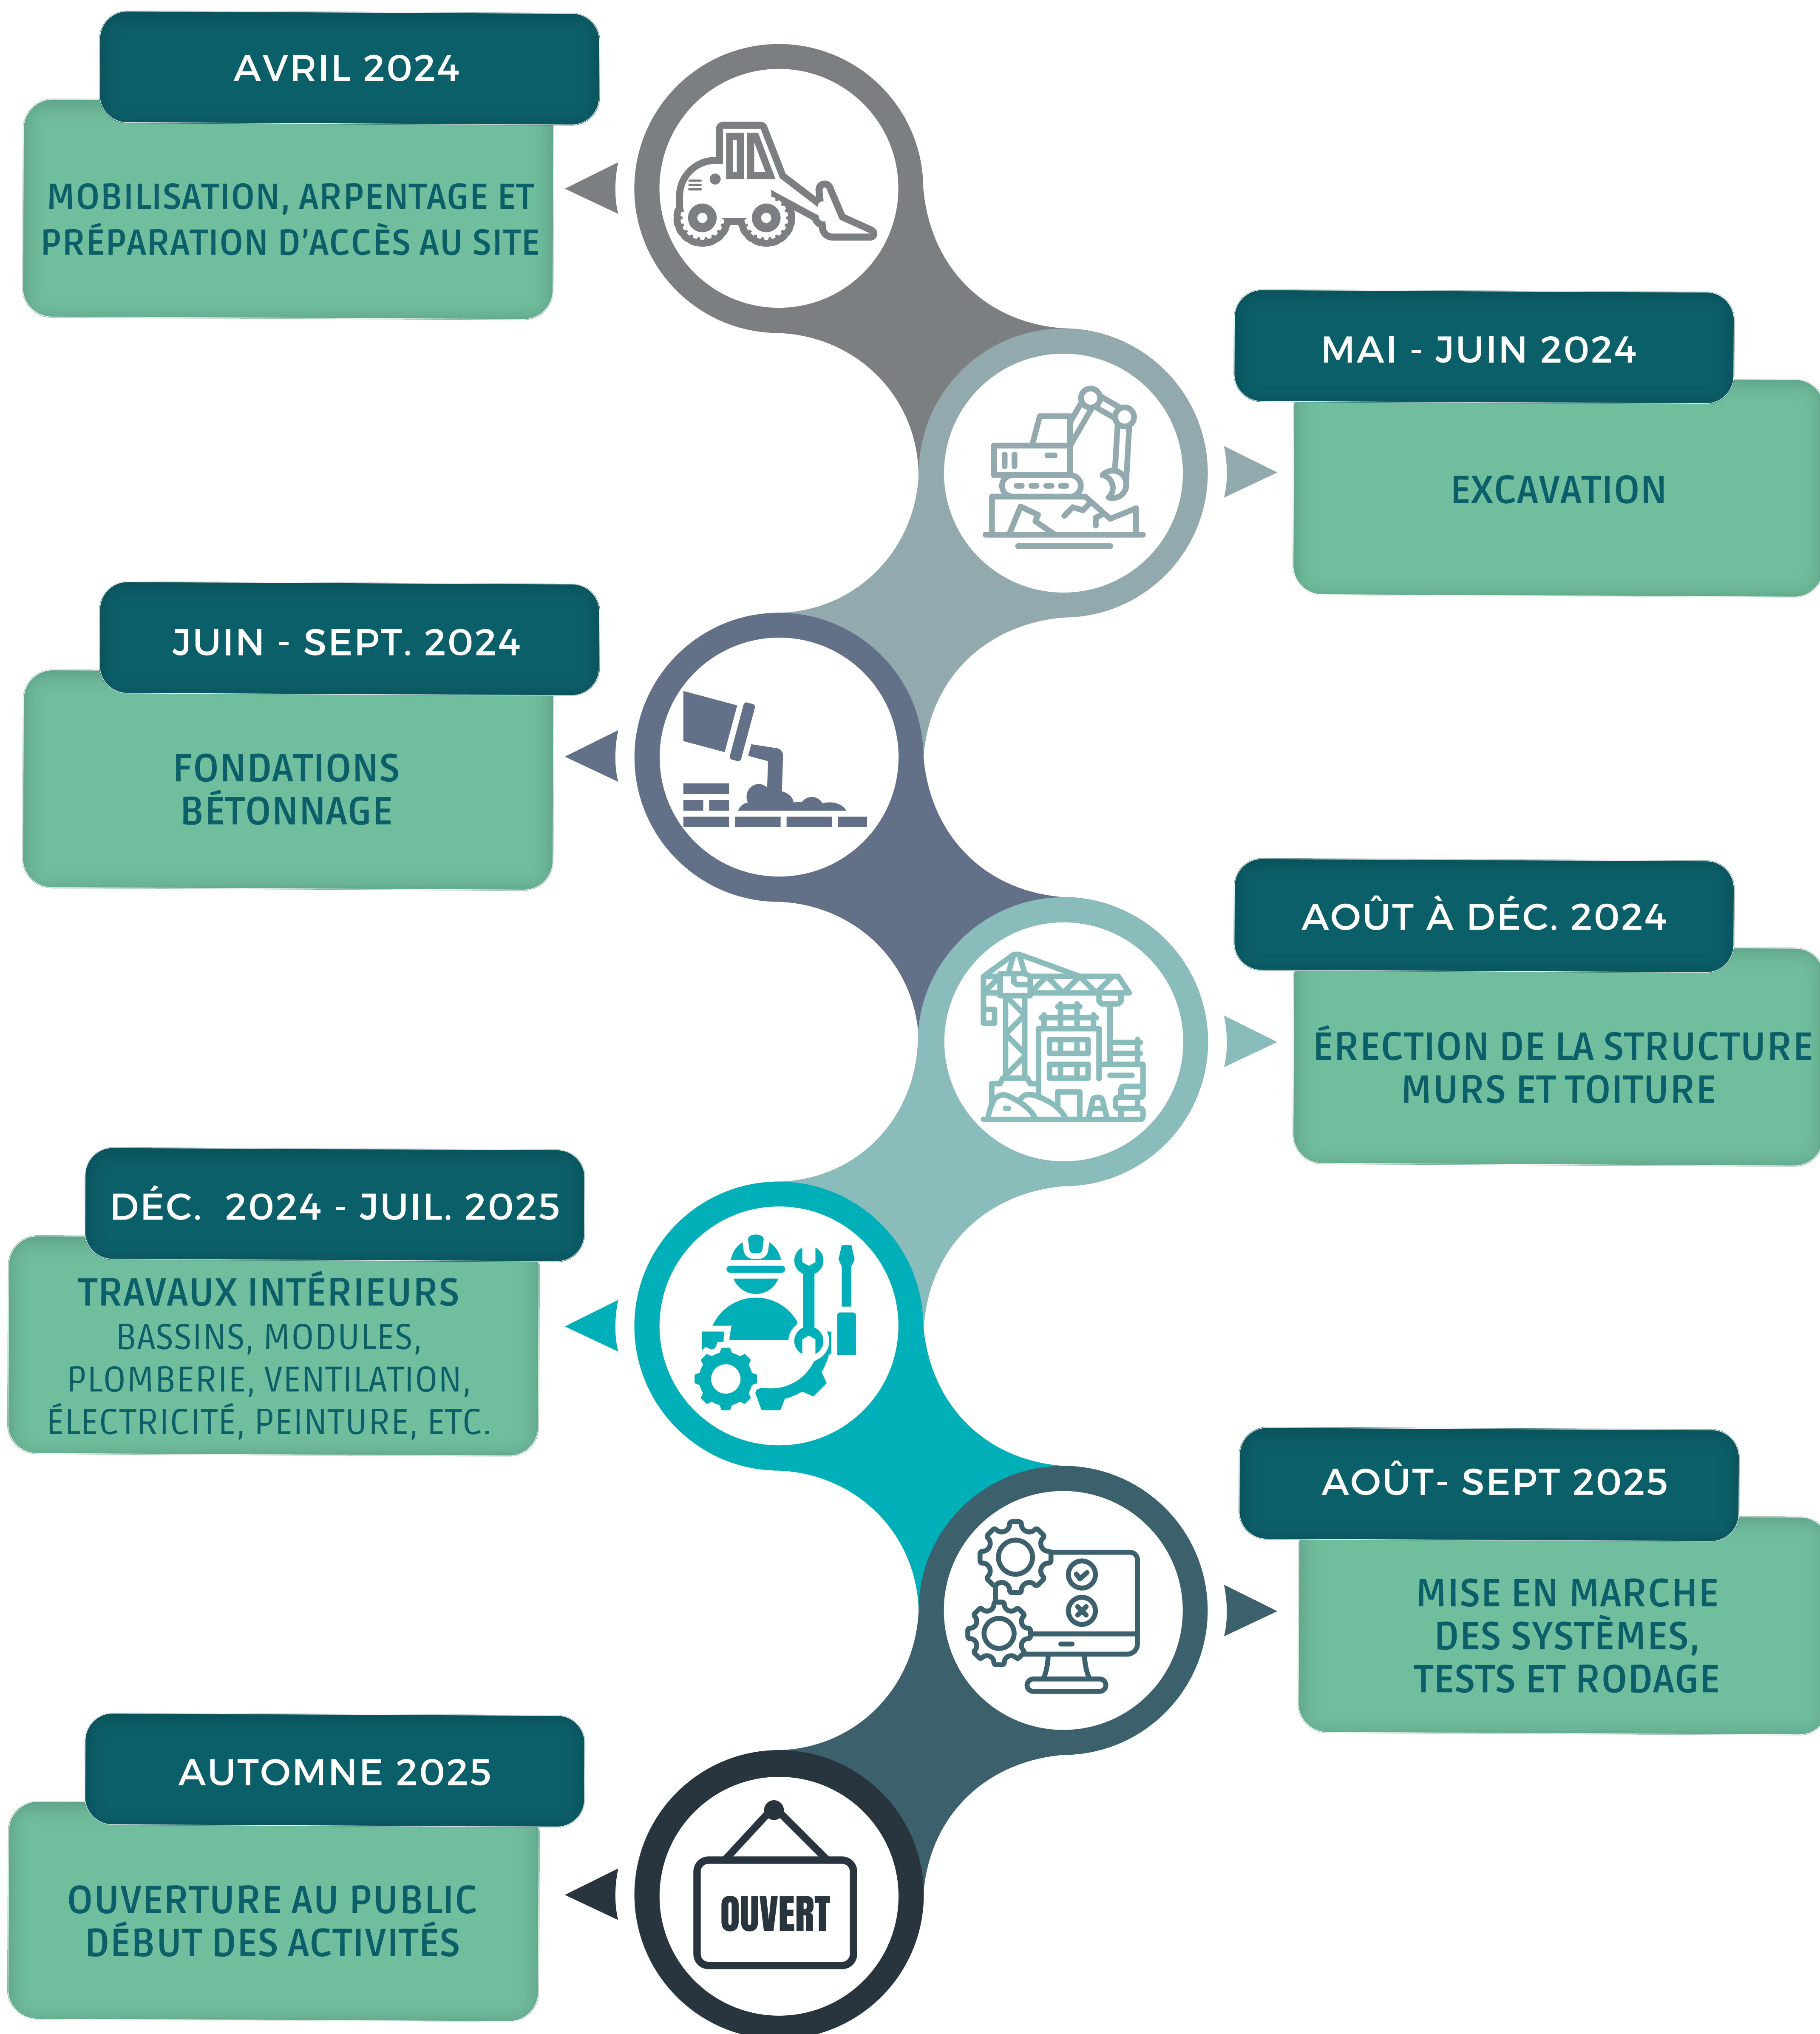 AVRIL 2024
MOBILISATION, ARPENTAGE ET
PRÉPARATION D'ACCÈS AU SITE
MAI - JUIN 2024
EXCAVATION
JUIN - SEPT. 2024
FONDATIONS
BÉTONNAGE
AOÛT À DÉC. 2024
ÉRECTION DE LA STRUCTURE
MURS ET TOITURE
DÉC. 2024 - JUIL. 2025
TRAVAUX INTÉRIEURS
BASSINS, MODULES,
PLOMBERIE, VENTILATION,
ÉLECTRICITÉ, PEINTURE, ETC.
AOÛT- SEPT 2025
MISE EN MARCHE
DES SYSTÈMES,
TESTS ET RODAGE
AUTOMNE 2025
OUVERTURE AU PUBLIC
DÉBUT DES ACTIVITÉS
OUVERT